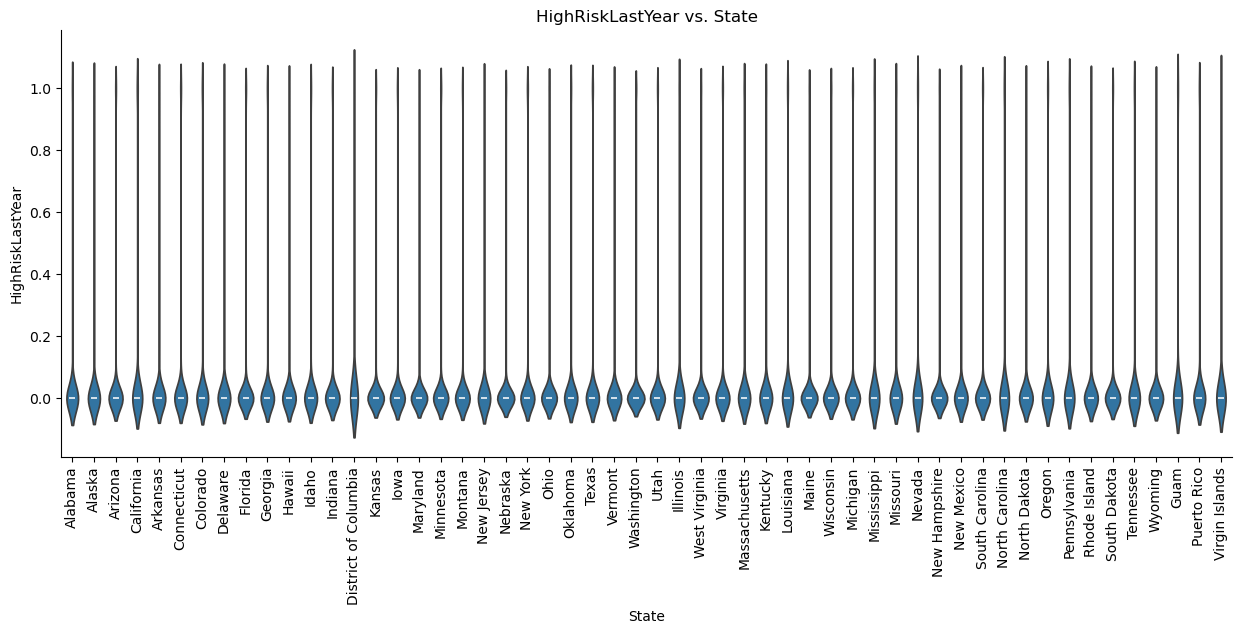 HighRiskLastYear vs. State
HighRiskLastYear
1.0
0.8
0.6
0.4
0.2
0.0
Alabama
Alaska
Arizona
California
Arkansas
Connecticut
Colorado
Delaware
Florida
Georgia
Hawaii
Idaho
Indiana
District of Columbia
Kansas
Iowa
Maryland
Minnesota
Montana
New Jersey
Nebraska
New York
Ohio
Oklahoma
Texas
Vermont
Washington
Utah
Illinois
West Virginia
Virginia
Massachusetts
Kentucky
Louisiana
Maine
Wisconsin
Michigan
Mississippi
Missouri
Nevada
New Hampshire
New Mexico
South Carolina
North Carolina
North Dakota
Oregon
Pennsylvania
Rhode Island
South Dakota
Tennessee
Wyoming
Guam
Puerto Rico
Virgin Islands
State